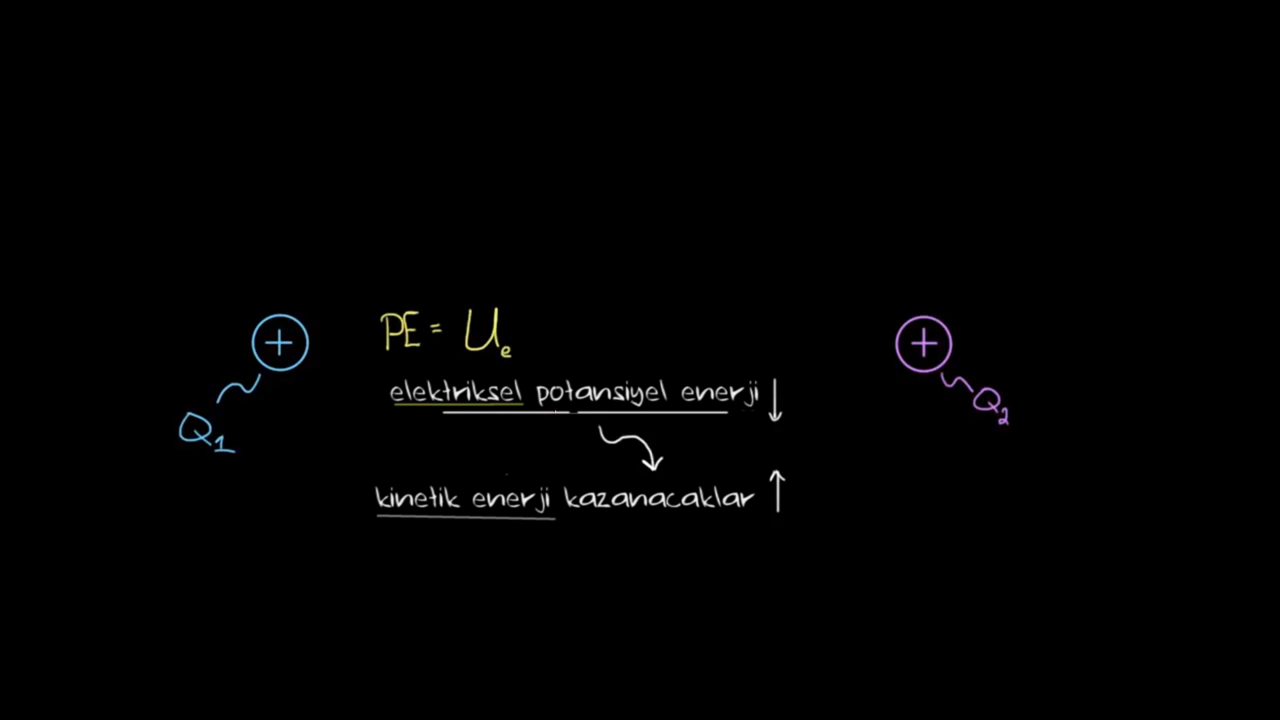 +
+
PE = Ue
elektriksel potansiyel enerji ↓
Q1
Q2
kinetik enerji kazanacaklar ↑